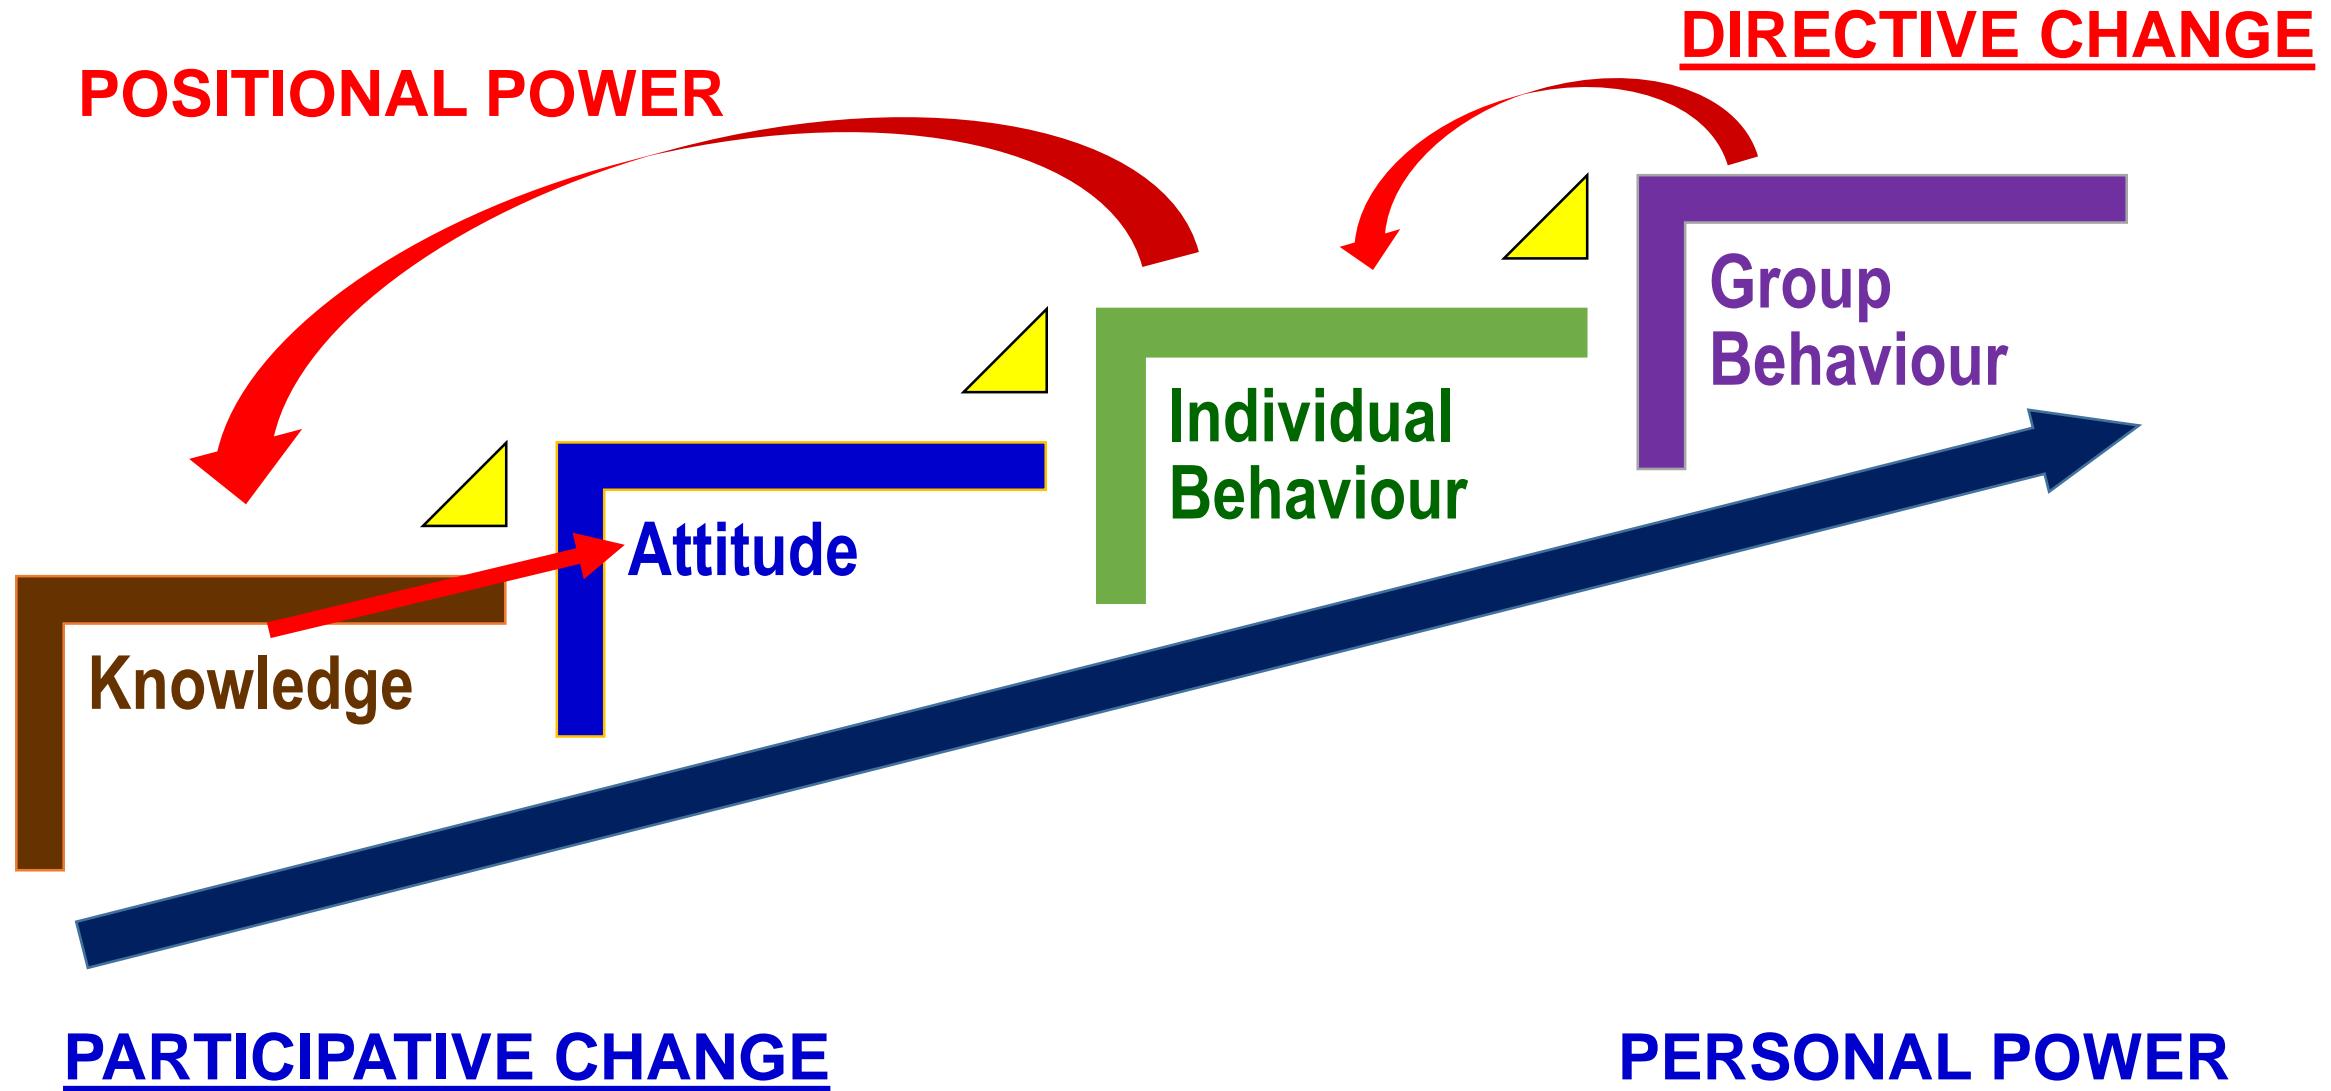 DIRECTIVE CHANGE
POSITIONAL POWER
Group
Behaviour
Individual
Behaviour
Attitude
Knowledge
PARTICIPATIVE CHANGE
PERSONAL POWER